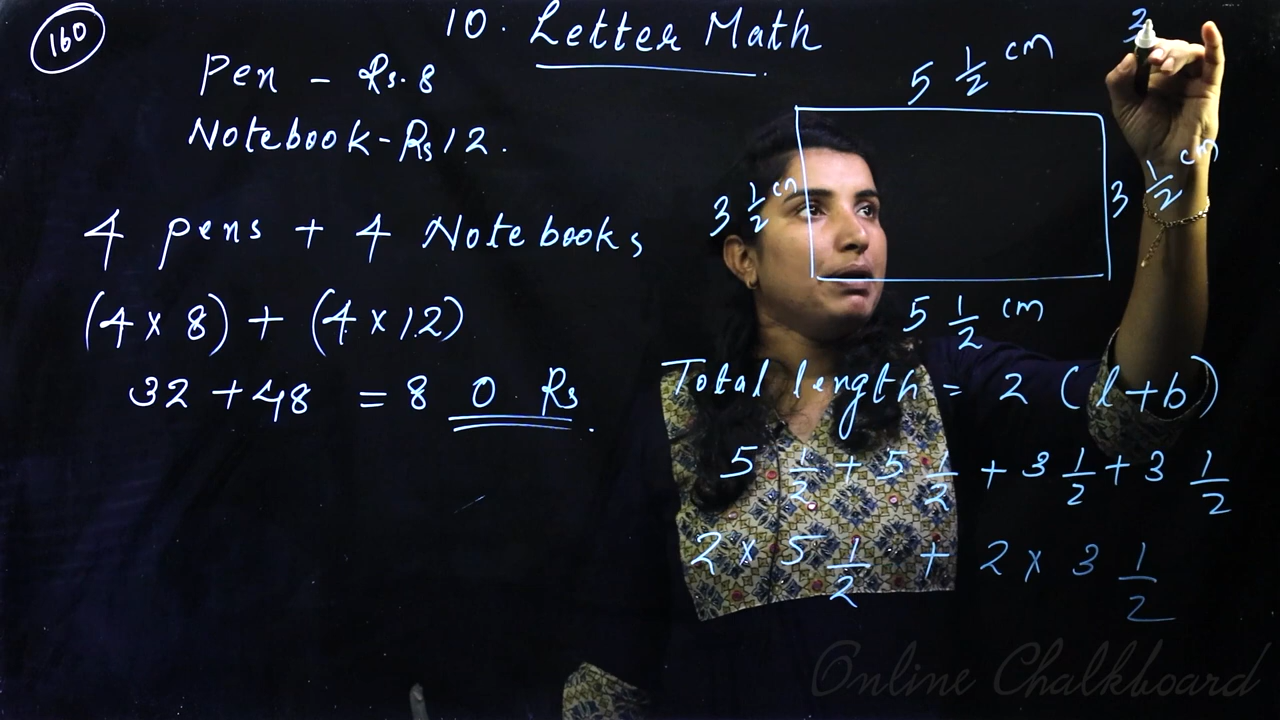 160
10. Letter Math
Pen - Rs. 8
Notebook - Rs 12.
4 pens + 4 Notebooks
(4 × 8) + (4 × 12)
32 + 48 = 80 Rs.
5 1/2 cm
3 1/2 cm
3 1/2 cm
5 1/2 cm
Total length = 2 (l+b)
5 1/2 + 5 1/2 + 3 1/2 + 3 1/2
2 × 5 1/2 + 2 × 3 1/2
Online Chalkboard